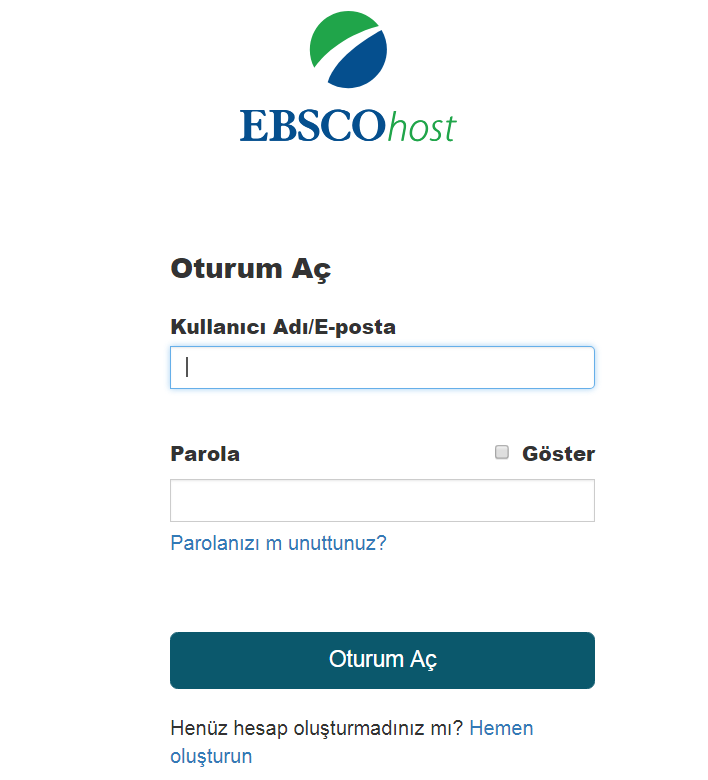 EBSCOhost
Oturum Aç
Kullanıcı Adı/E-posta
Parola
Göster
Parolanızı m unuttunuz?
Oturum Aç
Henüz hesap oluşturmadınız mı? Hemen
oluşturun